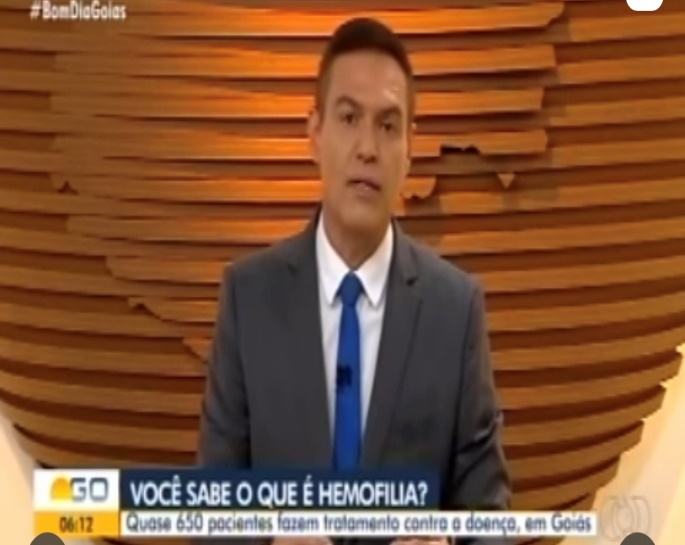 #BomDiaGoiás
GO
VOCÊ SABE O QUE É HEMOFILIA?
06:12
Quase 650 pacientes fazem tratamento contra a doença, em Goiás